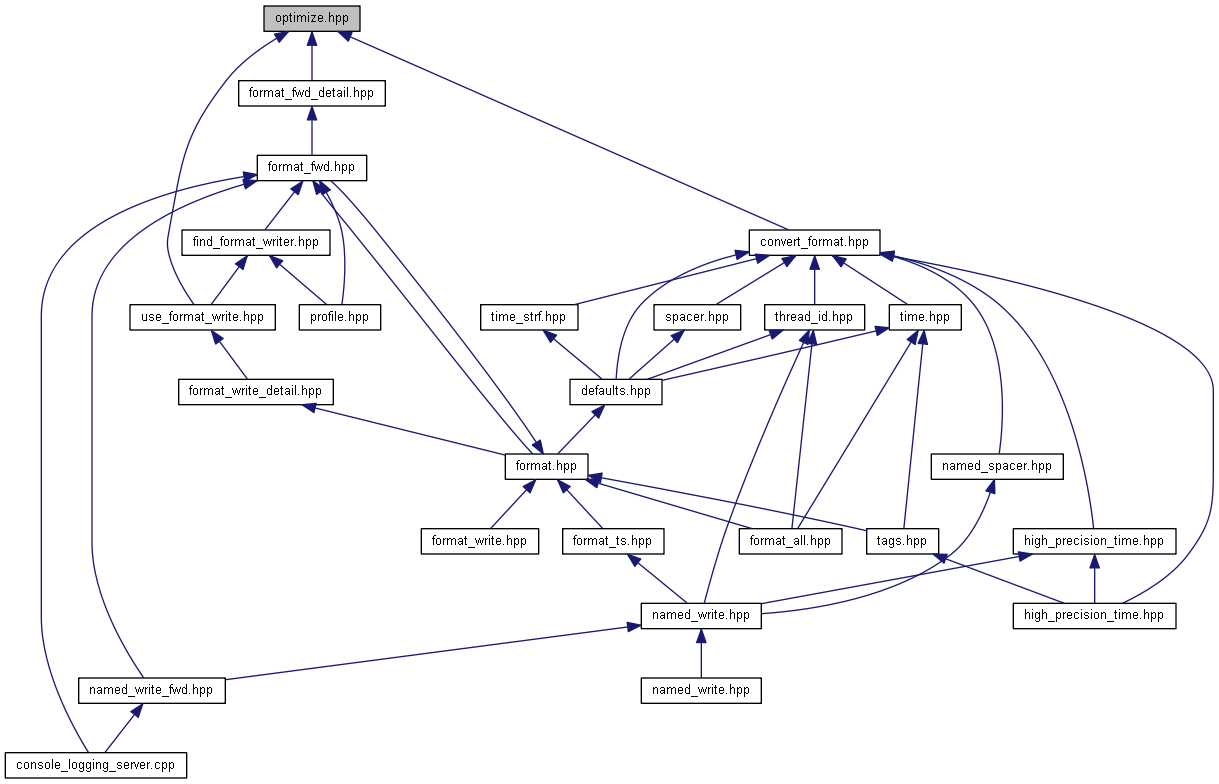 optimize.hpp
format_fwd_detail.hpp
format_fwd.hpp
find_format_writer.hpp
convert_format.hpp
use_format_write.hpp
profile.hpp
time_strf.hpp
spacer.hpp
thread_id.hpp
time.hpp
format_write_detail.hpp
defaults.hpp
format.hpp
named_spacer.hpp
format_write.hpp
format_ts.hpp
format_all.hpp
tags.hpp
high_precision_time.hpp
named_write.hpp
high_precision_time.hpp
named_write_fwd.hpp
named_write.hpp
console_logging_server.cpp